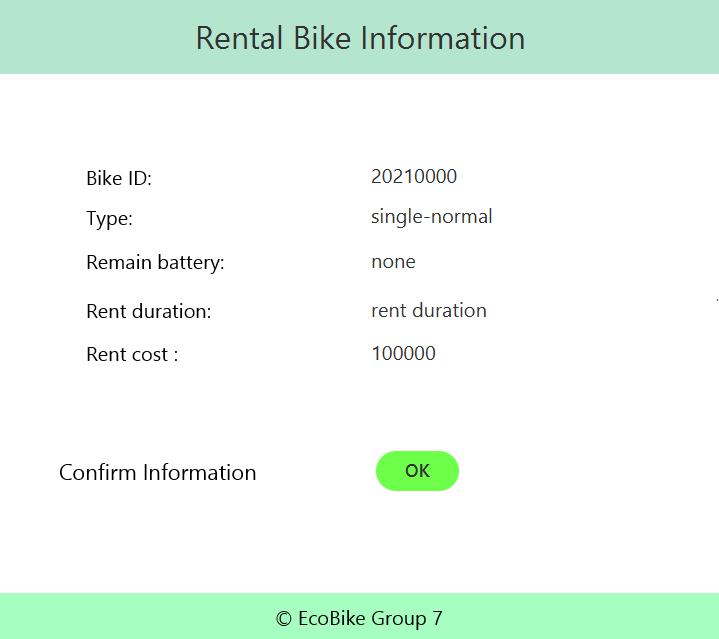 Rental Bike Information
Bike ID: 20210000
Type: single-normal
Remain battery: none
Rent duration: rent duration
Rent cost : 100000
Confirm Information OK
© EcoBike Group 7